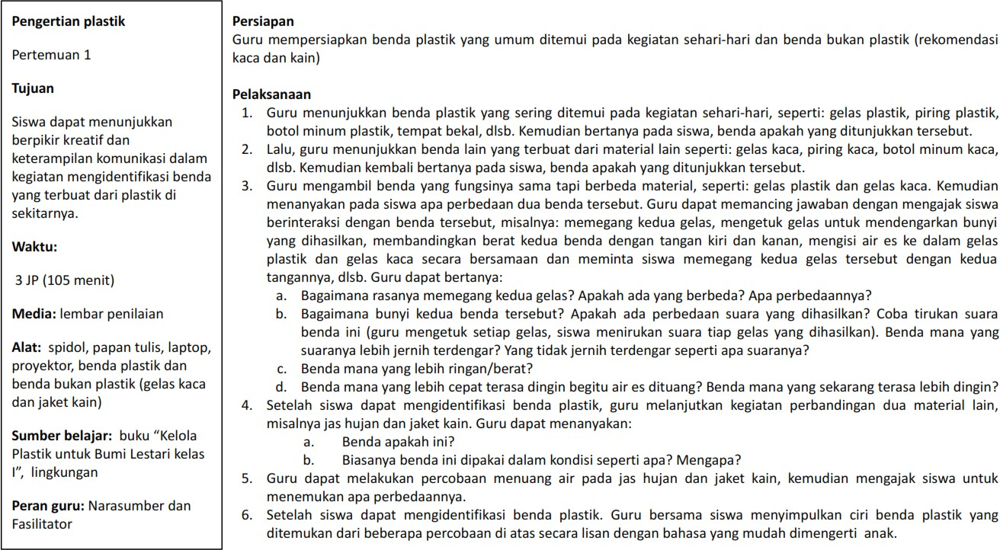 Pengertian plastik
Pertemuan 1
Tujuan
Siswa dapat menunjukkan
berpikir kreatif dan
keterampilan komunikasi dalam
kegiatan mengidentifikasi benda
yang terbuat dari plastik di
sekitarnya.
Waktu:
3 JP (105 menit)
Media: lembar penilaian
Alat: spidol, papan tulis, laptop,
proyektor, benda plastik dan
benda bukan plastik (gelas kaca
dan jaket kain)
Sumber belajar: buku “Kelola
Plastik untuk Bumi Lestari kelas
I”, lingkungan
Peran guru: Narasumber dan
Fasilitator
Persiapan
Guru mempersiapkan benda plastik yang umum ditemui pada kegiatan sehari-hari dan benda bukan plastik (rekomendasi
kaca dan kain)
Pelaksanaan
1. Guru menunjukkan benda plastik yang sering ditemui pada kegiatan sehari-hari, seperti: gelas plastik, piring plastik,
botol minum plastik, tempat bekal, dlsb. Kemudian bertanya pada siswa, benda apakah yang ditunjukkan tersebut.
2. Lalu, guru menunjukkan benda lain yang terbuat dari material lain seperti: gelas kaca, piring kaca, botol minum kaca,
dlsb. Kemudian kembali bertanya pada siswa, benda apakah yang ditunjukkan tersebut.
3. Guru mengambil benda yang fungsinya sama tapi berbeda material, seperti: gelas plastik dan gelas kaca. Kemudian
menanyakan pada siswa apa perbedaan dua benda tersebut. Guru dapat memancing jawaban dengan mengajak siswa
berinteraksi dengan benda tersebut, misalnya: memegang kedua gelas, mengetuk gelas untuk mendengarkan bunyi
yang dihasilkan, membandingkan berat kedua benda dengan tangan kiri dan kanan, mengisi air es ke dalam gelas
plastik dan gelas kaca secara bersamaan dan meminta siswa memegang kedua gelas tersebut dengan kedua
tangannya, dlsb. Guru dapat bertanya:
a. Bagaimana rasanya memegang kedua gelas? Apakah ada yang berbeda? Apa perbedaannya?
b. Bagaimana bunyi kedua benda tersebut? Apakah ada perbedaan suara yang dihasilkan? Coba tirukan suara
benda ini (guru mengetuk setiap gelas, siswa menirukan suara tiap gelas yang dihasilkan). Benda mana yang
suaranya lebih jernih terdengar? Yang tidak jernih terdengar seperti apa suaranya?
c. Benda mana yang lebih ringan/berat?
d. Benda mana yang lebih cepat terasa dingin begitu air es dituang? Benda mana yang sekarang terasa lebih dingin?
4. Setelah siswa dapat mengidentifikasi benda plastik, guru melanjutkan kegiatan perbandingan dua material lain,
misalnya jas hujan dan jaket kain. Guru dapat menanyakan:
a. Benda apakah ini?
b. Biasanya benda ini dipakai dalam kondisi seperti apa? Mengapa?
5. Guru dapat melakukan percobaan menuang air pada jas hujan dan jaket kain, kemudian mengajak siswa untuk
menemukan apa perbedaannya.
6. Setelah siswa dapat mengidentifikasi benda plastik. Guru bersama siswa menyimpulkan ciri benda plastik yang
ditemukan dari beberapa percobaan di atas secara lisan dengan bahasa yang mudah dimengerti anak.